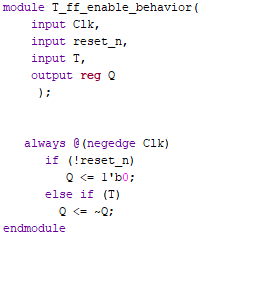 module T_ff_enable_behavior(
    input Clk,
    input reset_n,
    input T,
    output reg Q
     );
   always @(negedge Clk)
      if (!reset_n)
         Q <= 1'b0;
      else if (T)
        Q <= ~Q;
endmodule